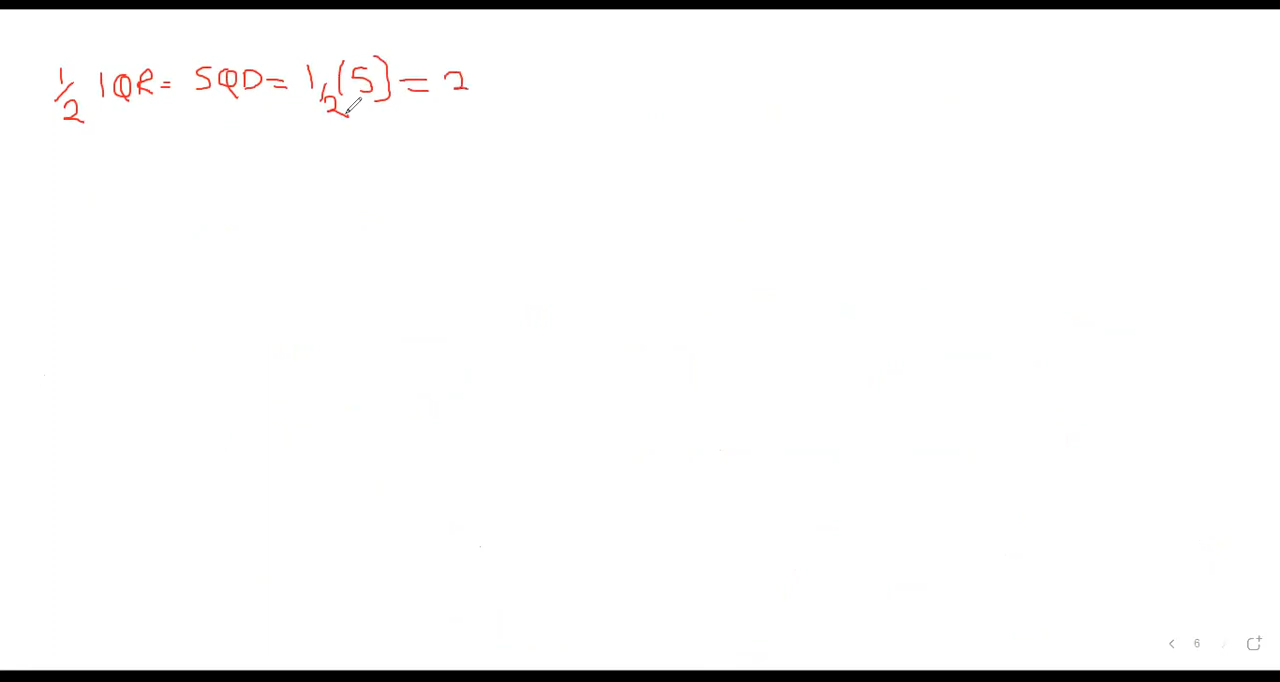 1/2 IQR = SQD = 1/2 (5) = 2
6